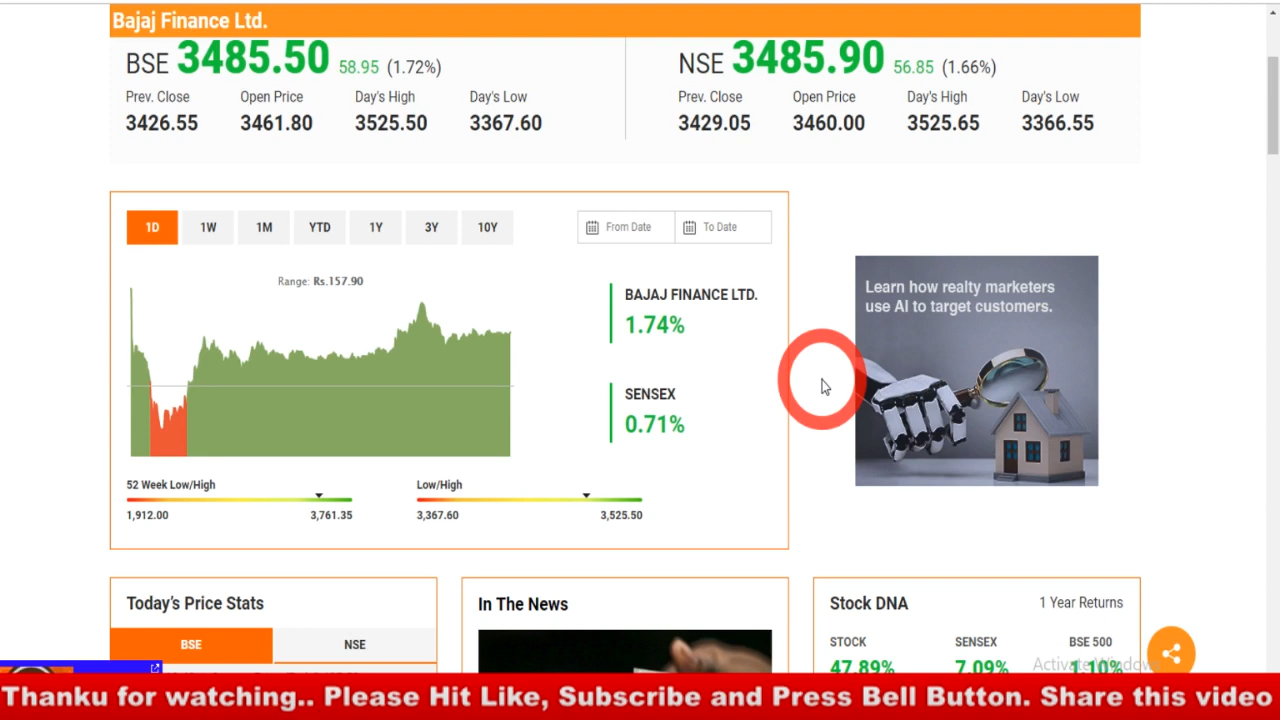 Bajaj Finance Ltd.
BSE 3485.50 58.95 (1.72%)
Prev. Close Open Price Day's High Day's Low
3426.55 3461.80 3525.50 3367.60
NSE 3485.90 56.85 (1.66%)
Prev. Close Open Price Day's High Day's Low
3429.05 3460.00 3525.65 3366.55
1D 1W 1M YTD 1Y 3Y 10Y
From Date To Date
Range: Rs.157.90
BAJAJ FINANCE LTD.
1.74%
SENSEX
0.71%
52 Week Low/High
1,912.00 3,761.35
Low/High
3,367.60 3,525.50
Learn how realty marketers
use AI to target customers.
Today's Price Stats
BSE NSE
In The News
Stock DNA 1 Year Returns
STOCK SENSEX BSE 500
47.89% 7.09% 1.10%
Activate Windows
Thanku for watching.. Please Hit Like, Subscribe and Press Bell Button. Share this video